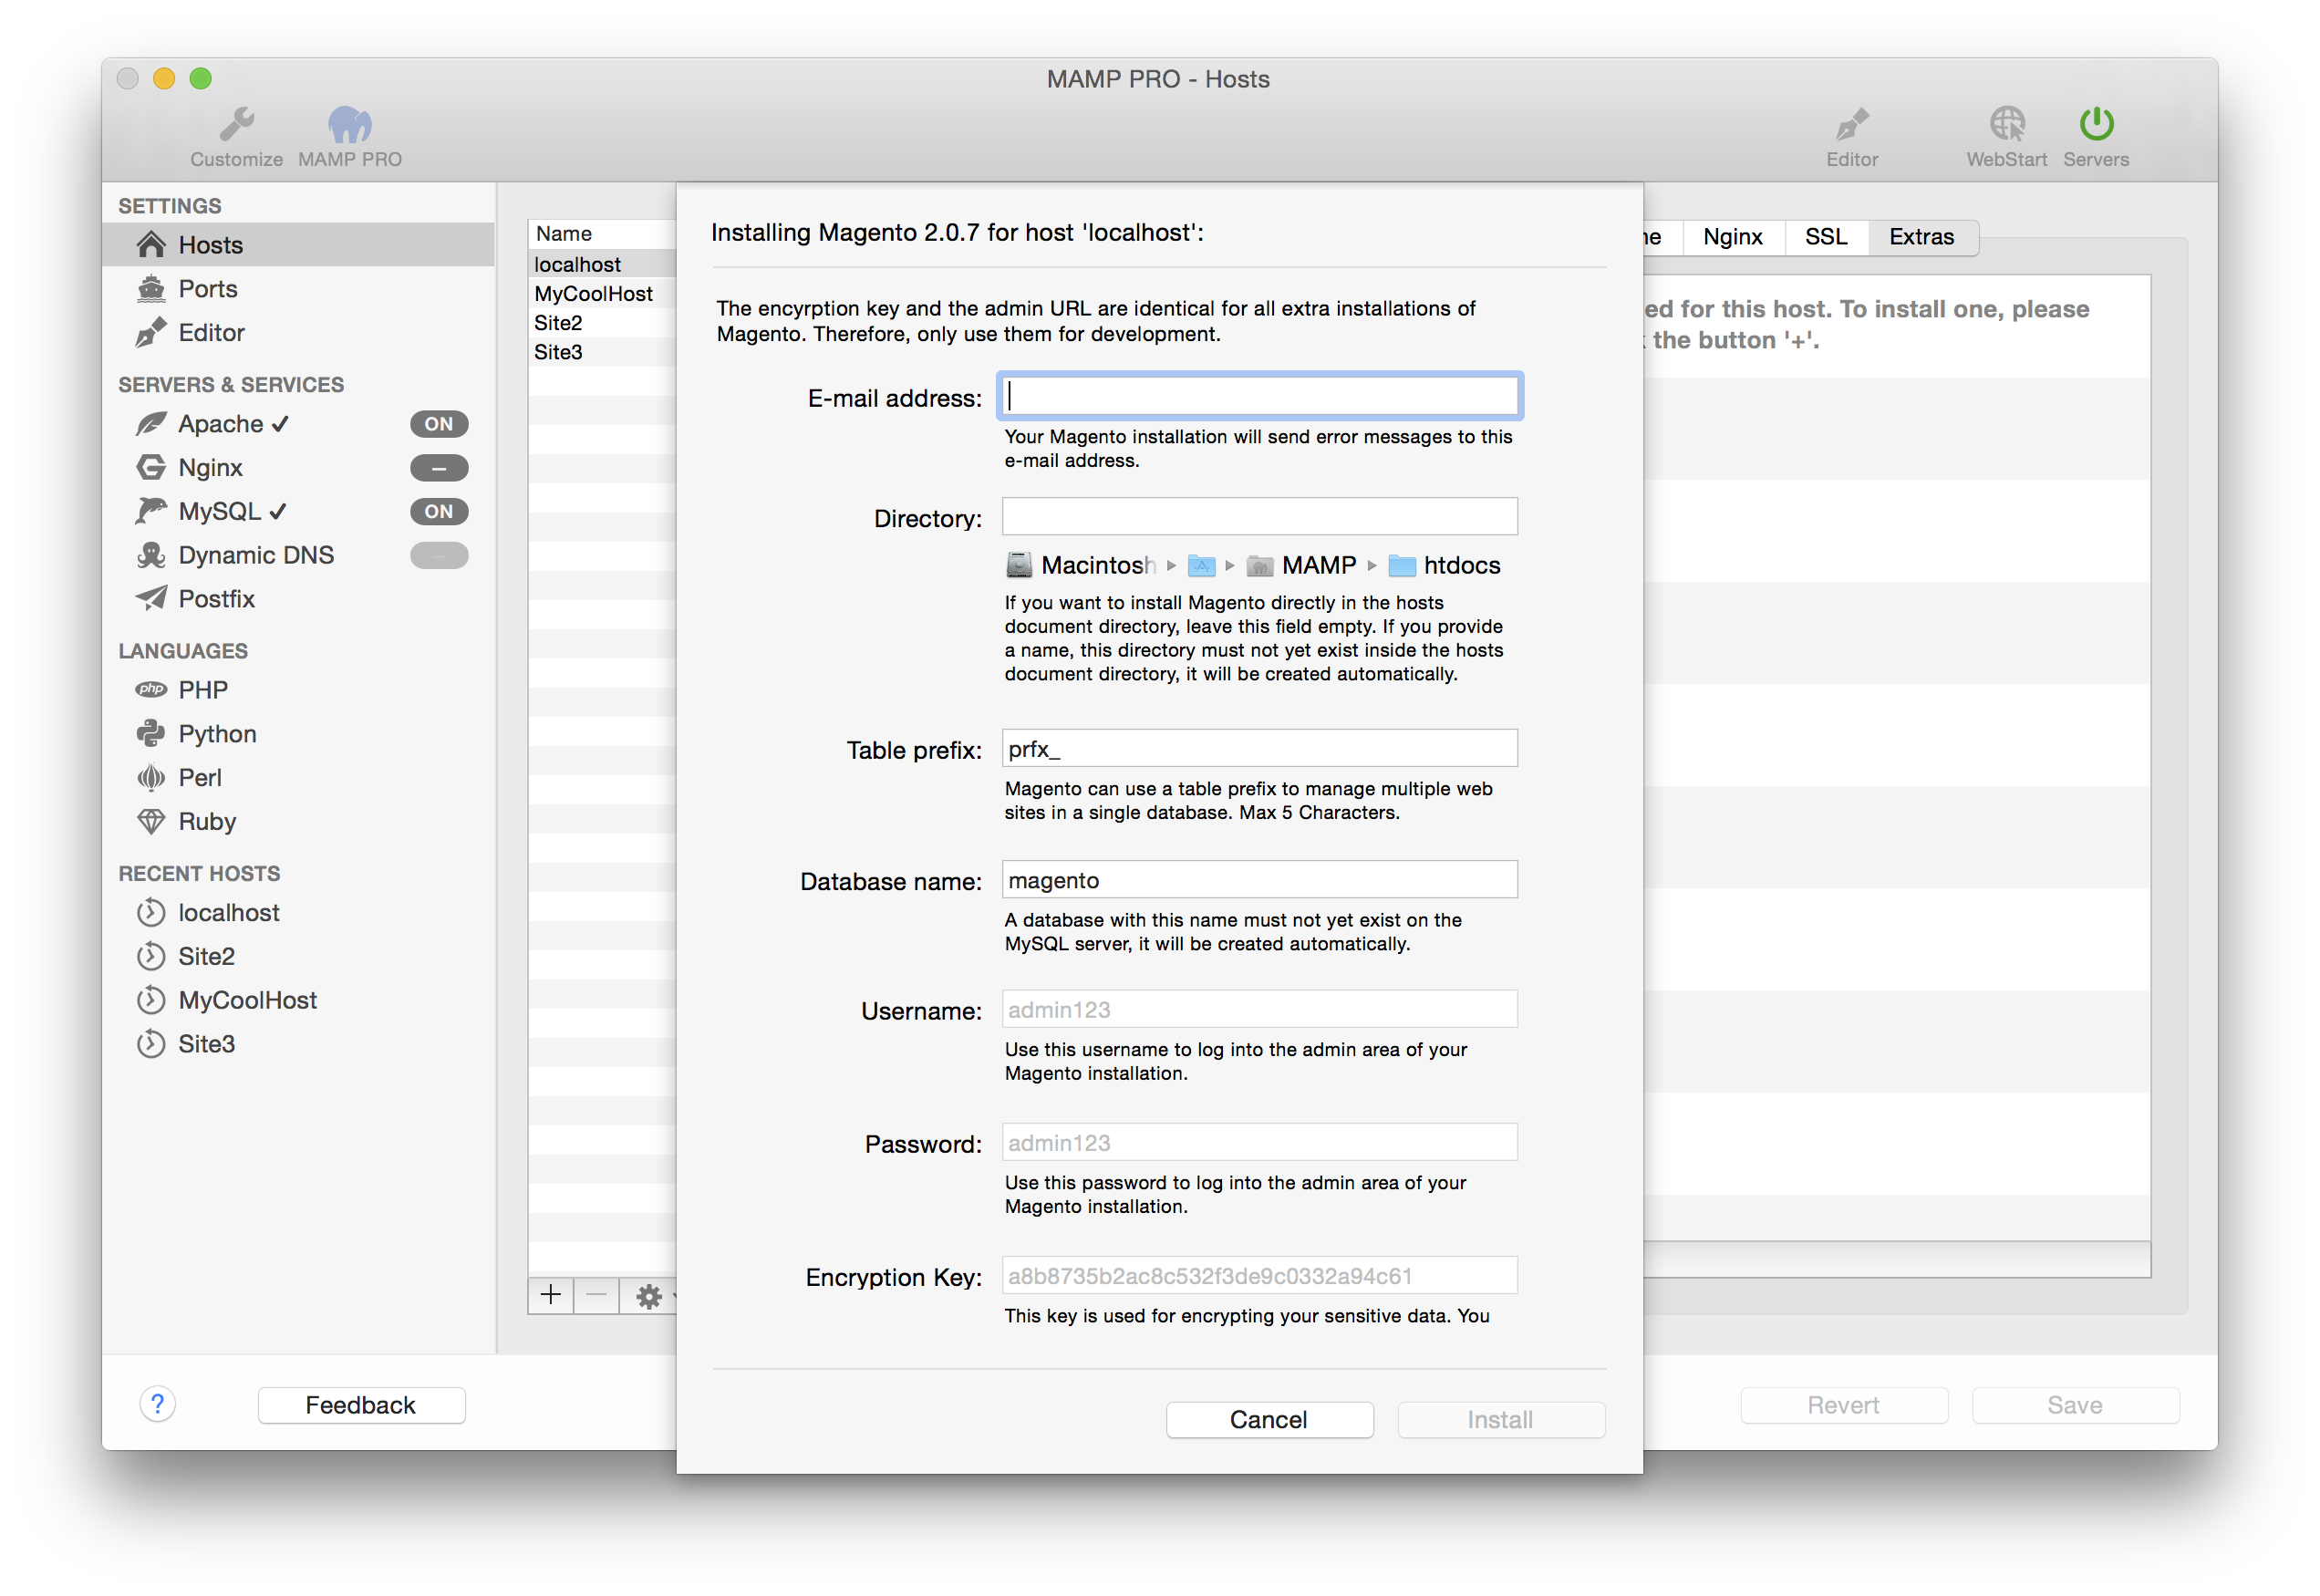 MAMP PRO - Hosts
Customize
MAMP PRO
Editor
WebStart
Servers
SETTINGS
Hosts
Ports
Editor
SERVERS & SERVICES
Apache ✓ ON
Nginx –
MySQL ✓ ON
Dynamic DNS –
Postfix
LANGUAGES
php PHP
Python
Perl
Ruby
RECENT HOSTS
localhost
Site2
MyCoolHost
Site3
Name
localhost
MyCoolHost
Site2
Site3
Installing Magento 2.0.7 for host 'localhost':
The encyrption key and the admin URL are identical for all extra installations of
Magento. Therefore, only use them for development.
E-mail address:
Your Magento installation will send error messages to this
e-mail address.
Directory:
Macintosh ▸ ▸ MAMP ▸ htdocs
If you want to install Magento directly in the hosts
document directory, leave this field empty. If you provide
a name, this directory must not yet exist inside the hosts
document directory, it will be created automatically.
Table prefix: prfx_
Magento can use a table prefix to manage multiple web
sites in a single database. Max 5 Characters.
Database name: magento
A database with this name must not yet exist on the
MySQL server, it will be created automatically.
Username: admin123
Use this username to log into the admin area of your
Magento installation.
Password: admin123
Use this password to log into the admin area of your
Magento installation.
Encryption Key: a8b8735b2ac8c532f3de9c0332a94c61
This key is used for encrypting your sensitive data. You
Cancel
Install
Nginx
SSL
Extras
ed for this host. To install one, please
the button '+'.
?
Feedback
Revert
Save